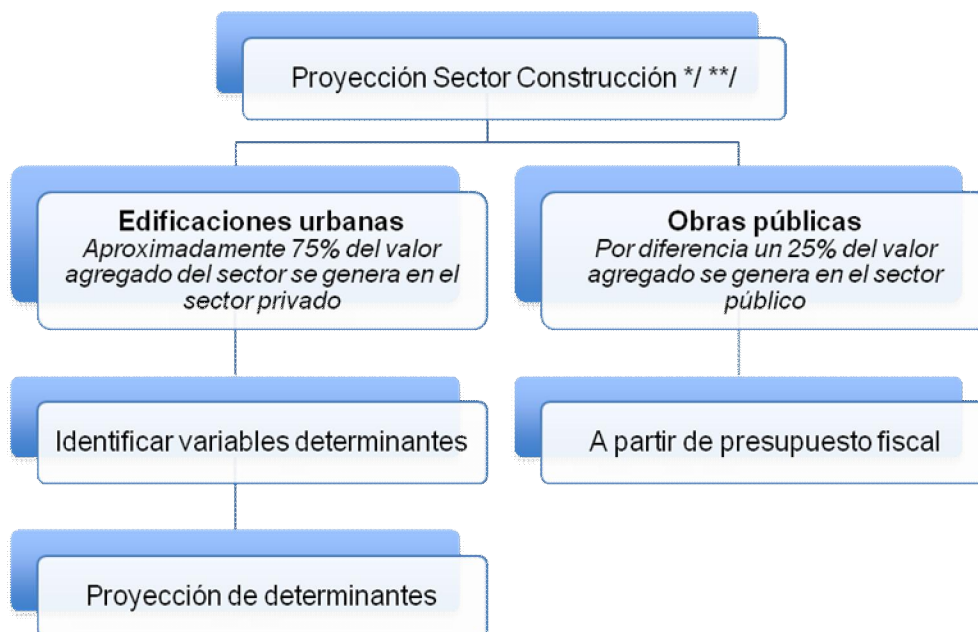 Proyección Sector Construcción */ **/
Edificaciones urbanas
Aproximadamente 75% del valor
agregado del sector se genera en el
sector privado
Obras públicas
Por diferencia un 25% del valor
agregado se genera en el sector
público
Identificar variables determinantes
A partir de presupuesto fiscal
Proyección de determinantes